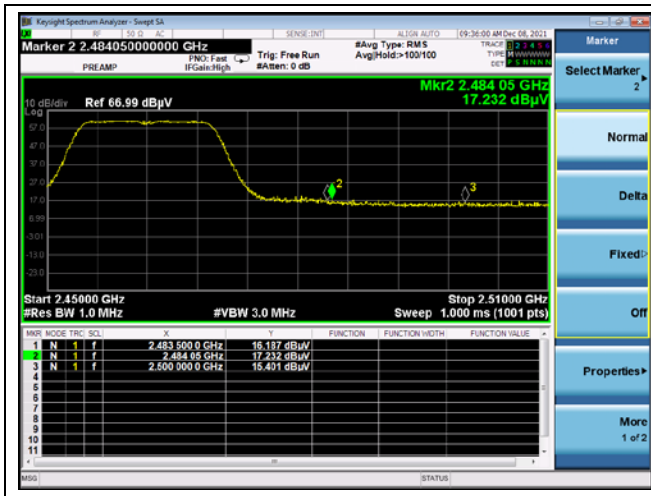 Keysight Spectrum Analyzer - Swept SA
RF 50 Ω AC SENSE:INT ALIGN AUTO 09:36:00 AM Dec 08, 2021
Marker 2 2.484050000000 GHz
PREAMP
PNO: Fast
IFGain:High
Trig: Free Run
#Atten: 0 dB
#Avg Type: RMS
Avg|Hold:>100/100
TRACE 1 2 3 4 5 6
TYPE MWWWWW
DET P S N N N N
Mkr2 2.484 05 GHz
17.232 dBµV
10 dB/div Ref 66.99 dBµV
Log
57.0
47.0
37.0
27.0
17.0
6.99
-3.01
-13.0
-23.0
2
3
Start 2.45000 GHz Stop 2.51000 GHz
#Res BW 1.0 MHz #VBW 3.0 MHz Sweep 1.000 ms (1001 pts)
MKR MODE TRC SCL X Y FUNCTION FUNCTION WIDTH FUNCTION VALUE
1 N 1 f 2.483 500 0 GHz 16.187 dBµV
2 N 1 f 2.484 05 GHz 17.232 dBµV
3 N 1 f 2.500 000 0 GHz 15.401 dBµV
4
5
6
7
8
9
10
11
MSG STATUS
Marker
Select Marker
2
Normal
Delta
Fixed
Off
Properties
More
1 of 2